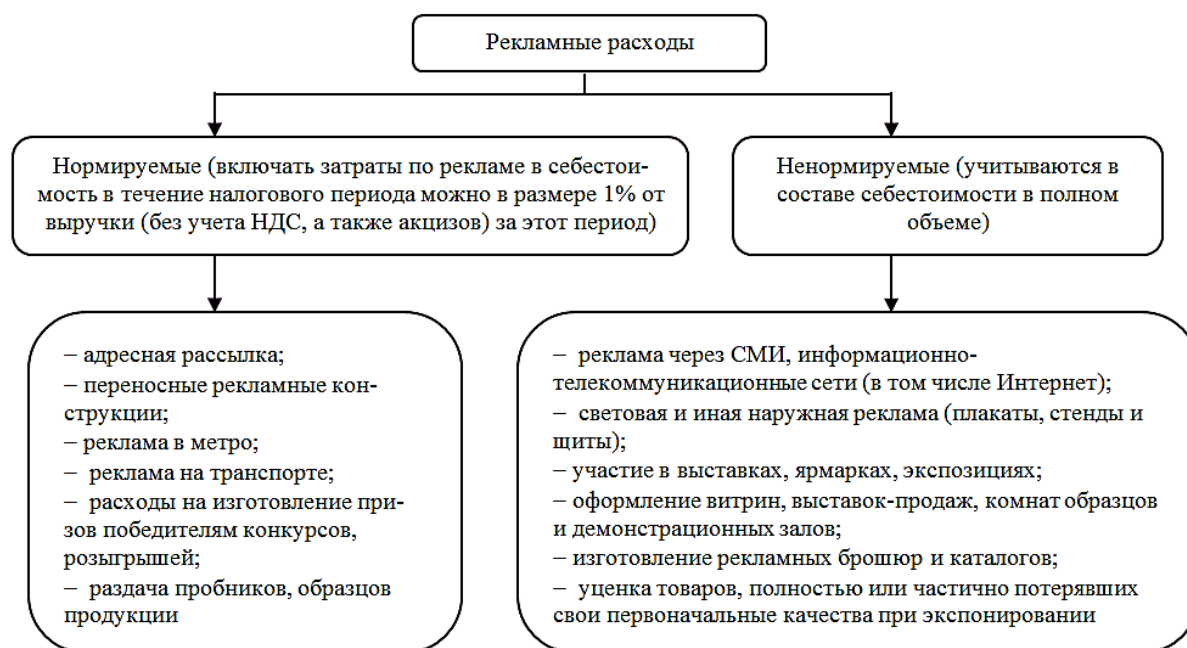 Рекламные расходы
Нормируемые (включать затраты по рекламе в себестои-
мость в течение налогового периода можно в размере 1% от
выручки (без учета НДС, а также акцизов) за этот период)
Ненормируемые (учитываются в
составе себестоимости в полном
объеме)
– адресная рассылка;
– переносные рекламные кон-
струкции;
– реклама в метро;
– реклама на транспорте;
– расходы на изготовление при-
зов победителям конкурсов,
розыгрышей;
– раздача пробников, образцов
продукции
– реклама через СМИ, информационно-
телекоммуникационные сети (в том числе Интернет);
– световая и иная наружная реклама (плакаты, стенды и
щиты);
– участие в выставках, ярмарках, экспозициях;
– оформление витрин, выставок-продаж, комнат образцов
и демонстрационных залов;
– изготовление рекламных брошюр и каталогов;
– уценка товаров, полностью или частично потерявших
свои первоначальные качества при экспонировании